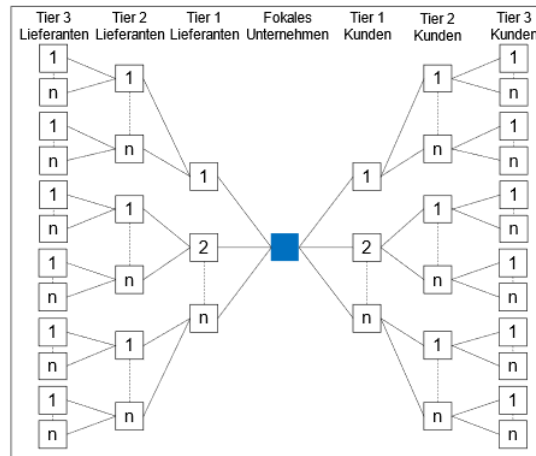 Tier 3 Tier 2 Tier 1 Fokales Tier 1 Tier 2 Tier 3
Lieferanten Lieferanten Lieferanten Unternehmen Kunden Kunden Kunden
1 1
1 1
n n
1 1
n n n n
1 1
1 1
1 1
n n
2 2
1 1
n n
n n
n n
1 1
1 1
n n
1 1
n n
n n